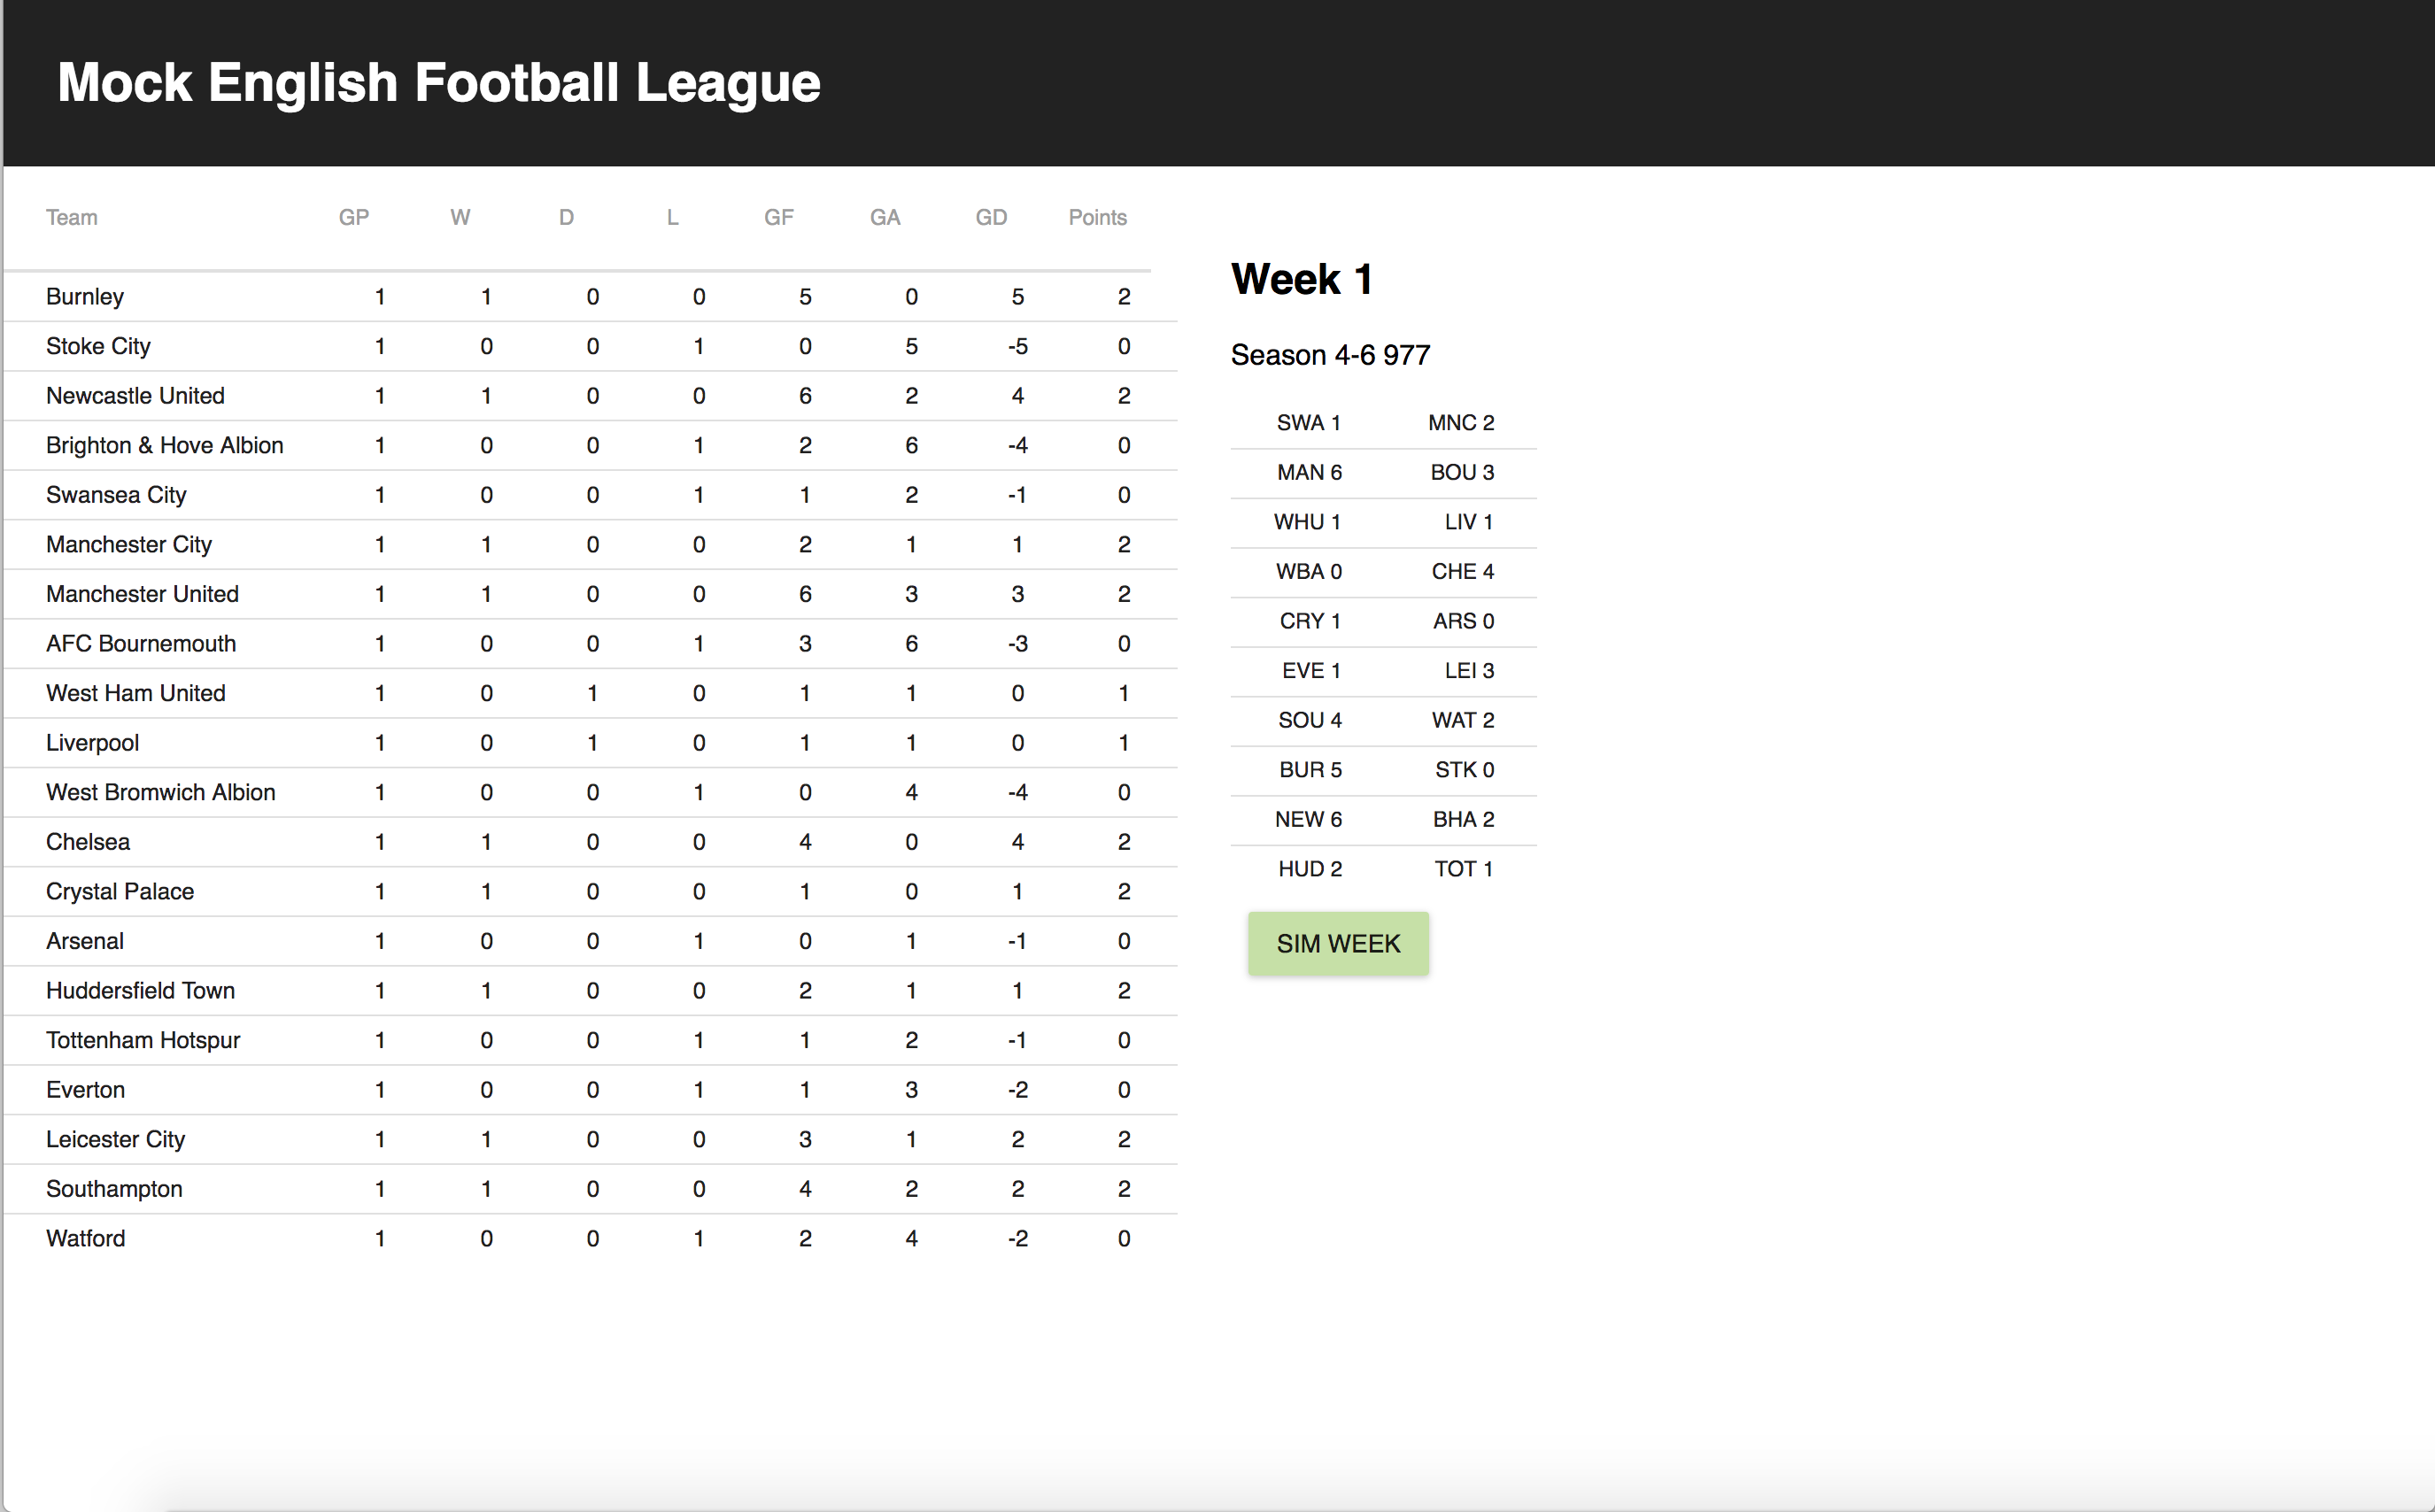 Mock English Football League
Team GP W D L GF GA GD Points
Burnley 1 1 0 0 5 0 5 2
Stoke City 1 0 0 1 0 5 -5 0
Newcastle United 1 1 0 0 6 2 4 2
Brighton & Hove Albion 1 0 0 1 2 6 -4 0
Swansea City 1 0 0 1 1 2 -1 0
Manchester City 1 1 0 0 2 1 1 2
Manchester United 1 1 0 0 6 3 3 2
AFC Bournemouth 1 0 0 1 3 6 -3 0
West Ham United 1 0 1 0 1 1 0 1
Liverpool 1 0 1 0 1 1 0 1
West Bromwich Albion 1 0 0 1 0 4 -4 0
Chelsea 1 1 0 0 4 0 4 2
Crystal Palace 1 1 0 0 1 0 1 2
Arsenal 1 0 0 1 0 1 -1 0
Huddersfield Town 1 1 0 0 2 1 1 2
Tottenham Hotspur 1 0 0 1 1 2 -1 0
Everton 1 0 0 1 1 3 -2 0
Leicester City 1 1 0 0 3 1 2 2
Southampton 1 1 0 0 4 2 2 2
Watford 1 0 0 1 2 4 -2 0
Week 1
Season 4-6 977
SWA 1 MNC 2
MAN 6 BOU 3
WHU 1 LIV 1
WBA 0 CHE 4
CRY 1 ARS 0
EVE 1 LEI 3
SOU 4 WAT 2
BUR 5 STK 0
NEW 6 BHA 2
HUD 2 TOT 1
SIM WEEK